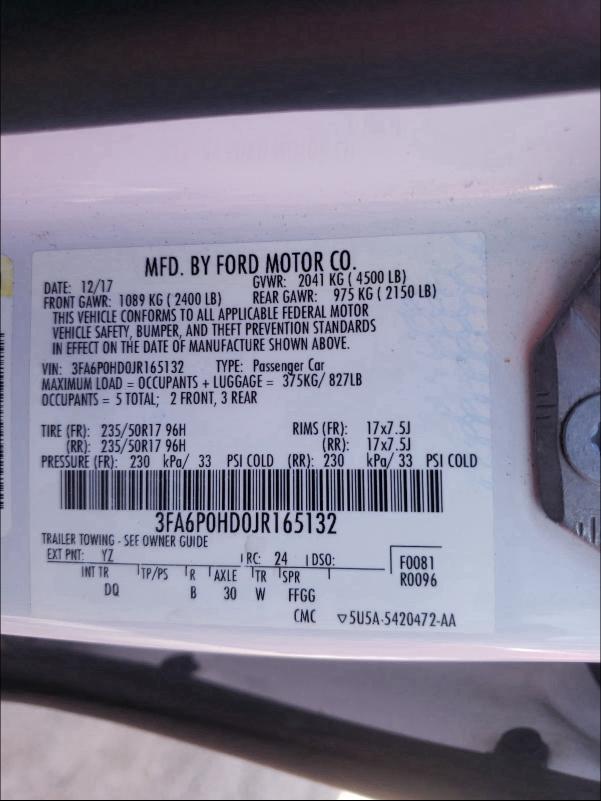 MFD. BY FORD MOTOR CO.
DATE: 12/17 GVWR: 2041 KG ( 4500 LB)
FRONT GAWR: 1089 KG ( 2400 LB) REAR GAWR: 975 KG ( 2150 LB)
THIS VEHICLE CONFORMS TO ALL APPLICABLE FEDERAL MOTOR
VEHICLE SAFETY, BUMPER, AND THEFT PREVENTION STANDARDS
IN EFFECT ON THE DATE OF MANUFACTURE SHOWN ABOVE.
VIN: 3FA6P0HD0JR165132 TYPE: Passenger Car
MAXIMUM LOAD = OCCUPANTS + LUGGAGE = 375KG/ 827LB
OCCUPANTS = 5 TOTAL; 2 FRONT, 3 REAR
TIRE (FR): 235/50R17 96H RIMS (FR): 17x7.5J
(RR): 235/50R17 96H (RR): 17x7.5J
PRESSURE (FR): 230 kPa/ 33 PSI COLD (RR): 230 kPa/ 33 PSI COLD
3FA6P0HD0JR165132
TRAILER TOWING - SEE OWNER GUIDE
EXT PNT: YZ RC: 24 DSO: F0081
INT TR TP/PS R AXLE TR SPR R0096
DQ B 30 W FFGG
CMC ▽5U5A-5420472-AA